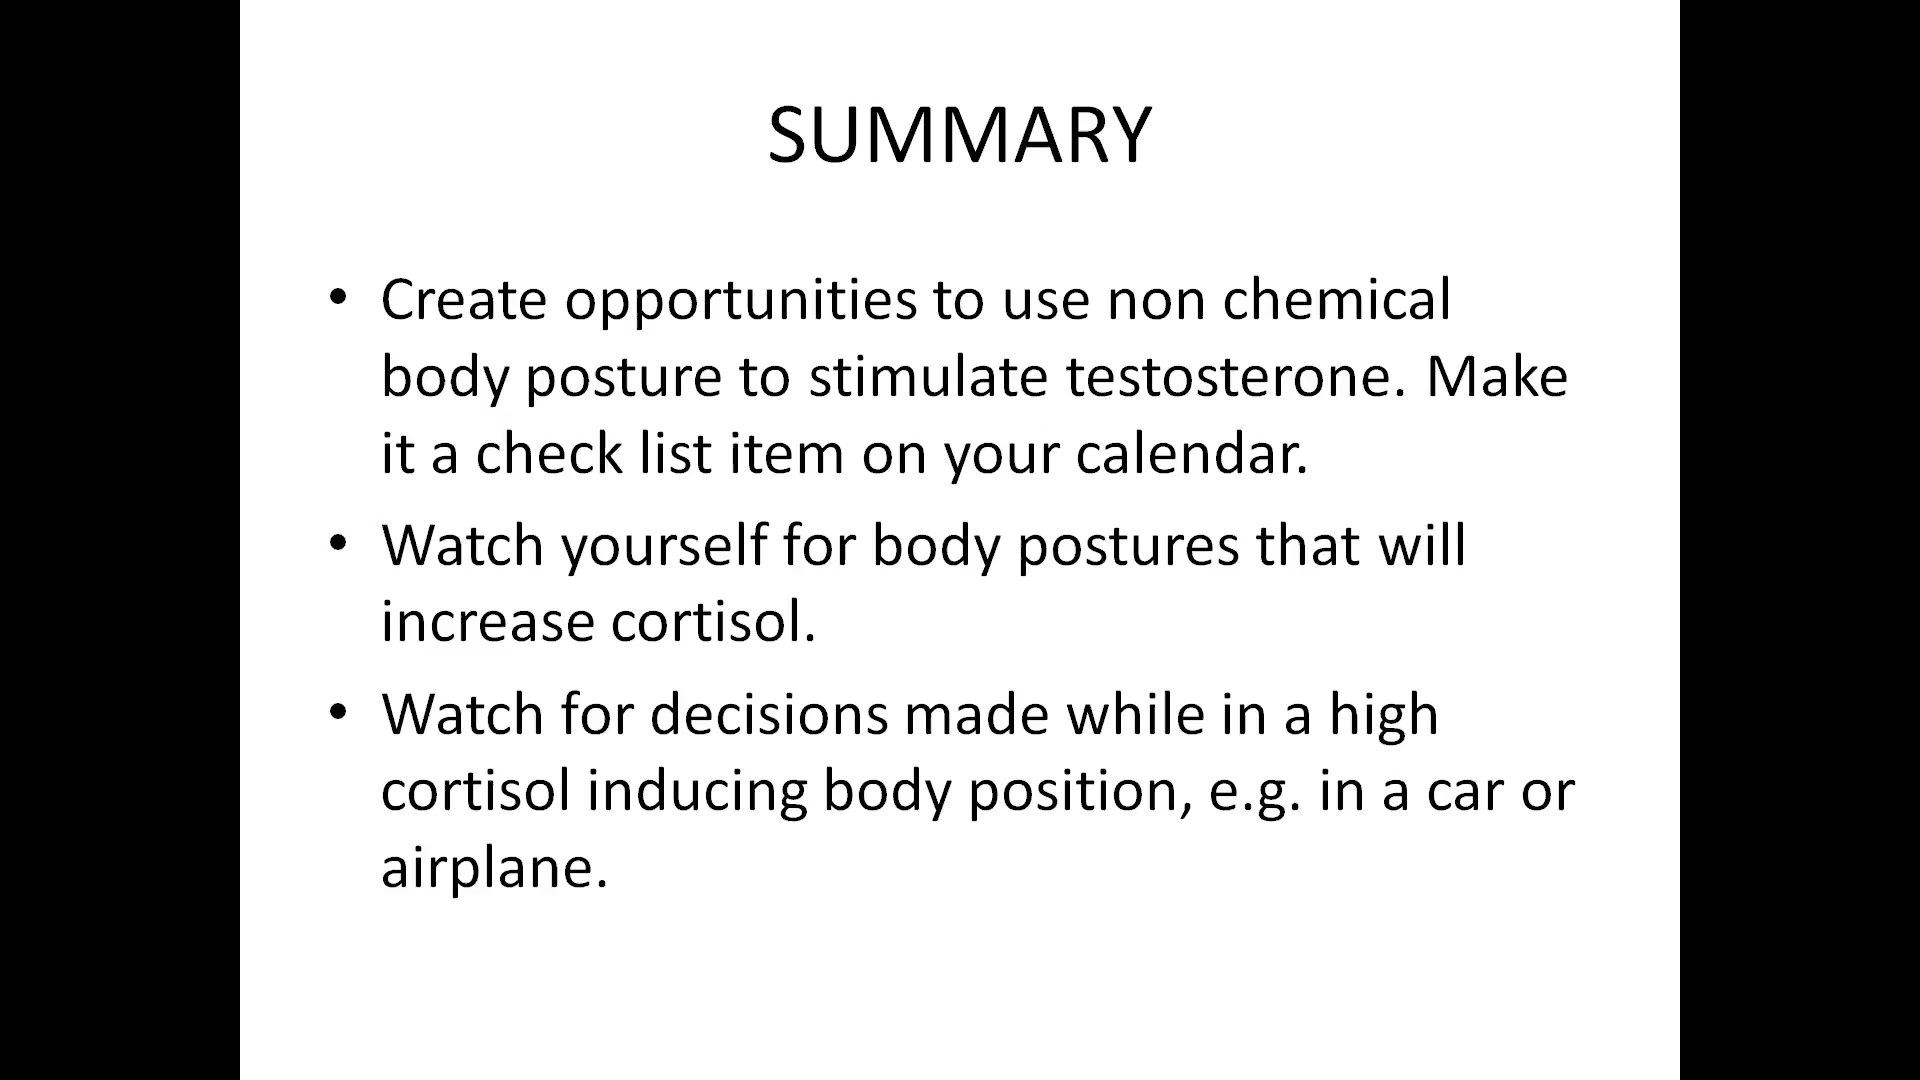 SUMMARY
• Create opportunities to use non chemical
body posture to stimulate testosterone. Make
it a check list item on your calendar.
• Watch yourself for body postures that will
increase cortisol.
• Watch for decisions made while in a high
cortisol inducing body position, e.g. in a car or
airplane.